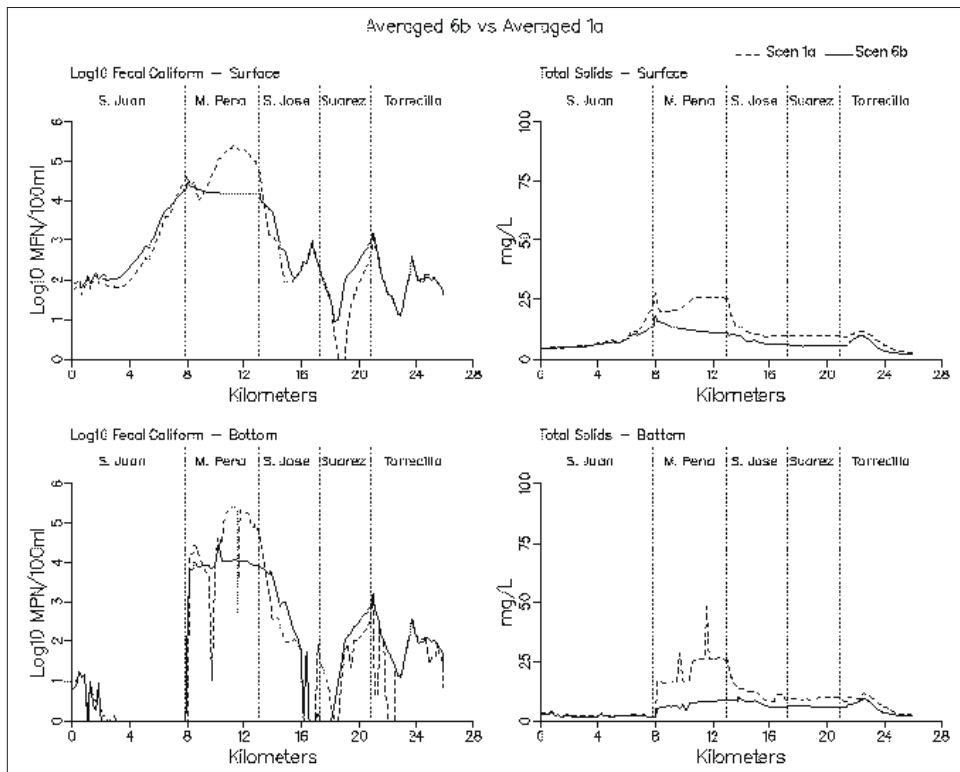 Averaged 6b vs Averaged 1a
Scen 1a Scen 6b
Log10 Fecal Caliform – Surface
S. Juan M. Pena S. Jose Suarez Torrecilla
Log10 MPN/100ml
6
5
4
3
2
1
0
0 4 8 12 16 20 24 28
Kilometers
Total Solids – Surface
S. Juan M. Pena S. Jose Suarez Torrecilla
mg/L
100
75
50
25
0
0 4 8 12 16 20 24 28
Kilometers
Log10 Fecal Caliform – Bottom
S. Juan M. Pena S. Jose Suarez Torrecilla
Log10 MPN/100ml
6
5
4
3
2
1
0
0 4 8 12 16 20 24 28
Kilometers
Total Solids – Bottom
S. Juan M. Pena S. Jose Suarez Torrecilla
mg/L
100
75
50
25
0
0 4 8 12 16 20 24 28
Kilometers